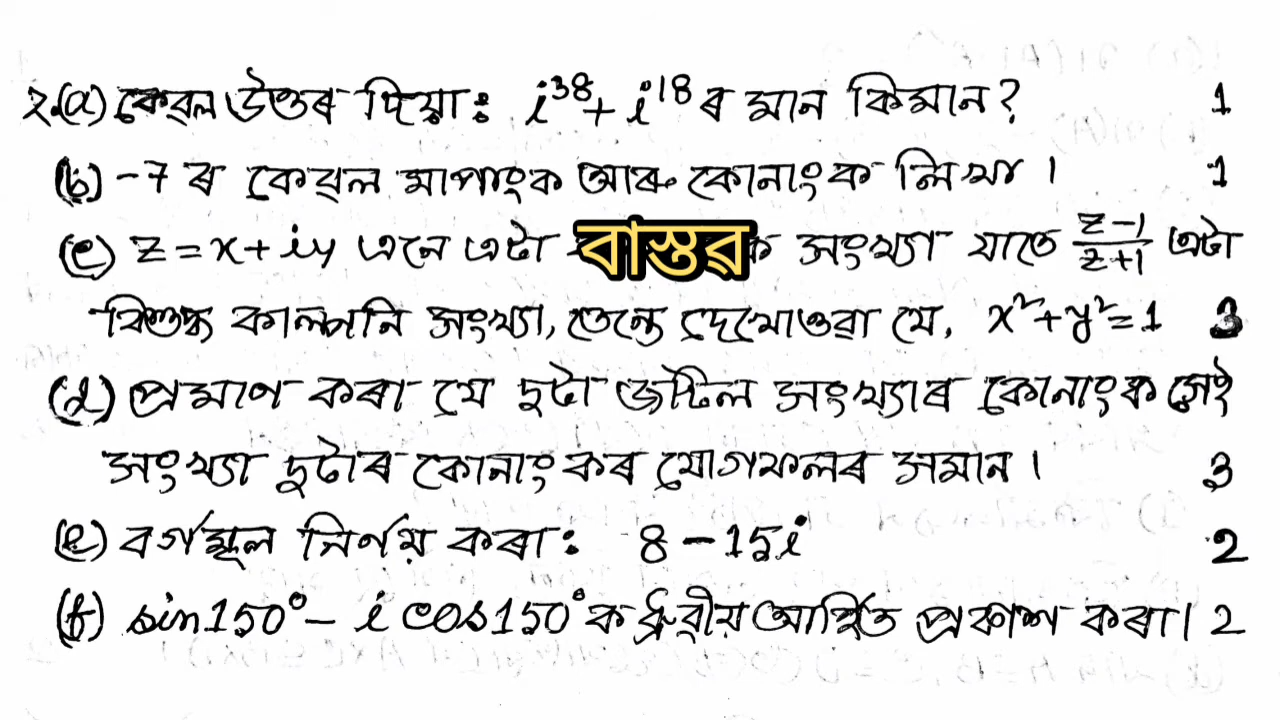 ২.(a) কেৱল উত্তৰ দিয়া: i³⁸ + i¹⁸ ৰ মান কিমান? 1
(b) -7 ৰ কেৱল মাপাংক আৰু কোনাংক লিখা। 1
(c) z = x + iy এনে এটা বাস্তৱ সংখ্যা যাতে (z-1)/(z+1) এটা
বিশুদ্ধ কাল্পনি সংখ্যা, তেন্তে দেখোওৱা যে, x² + y² = 1 3
(d) প্ৰমাণ কৰা যে দুটা জটিল সংখ্যাৰ কোনাংক সেই
সংখ্যা দুটাৰ কোনাংকৰ যোগফলৰ সমান। 3
(e) বৰ্গমূল নিৰ্ণয় কৰা: 8 - 15i 2
(f) sin150° - i cos150° ক ধ্ৰুৱীয় আৰ্হিত প্ৰকাশ কৰা। 2